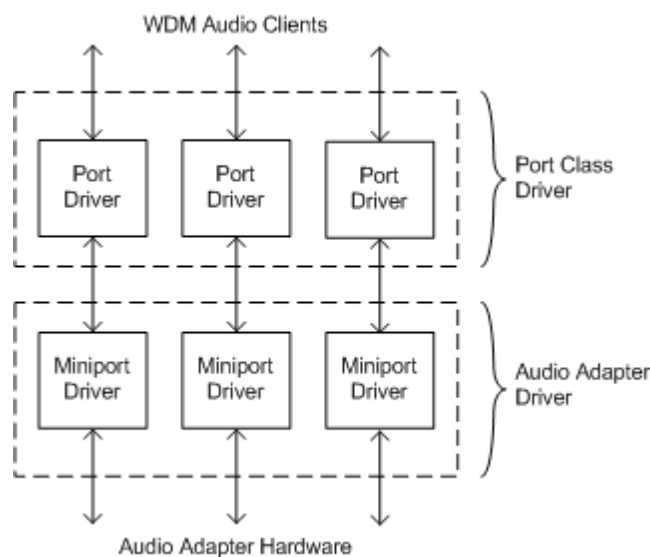 WDM Audio Clients
Port
Driver
Port
Driver
Port
Driver
Port Class
Driver
Miniport
Driver
Miniport
Driver
Miniport
Driver
Audio Adapter
Driver
Audio Adapter Hardware